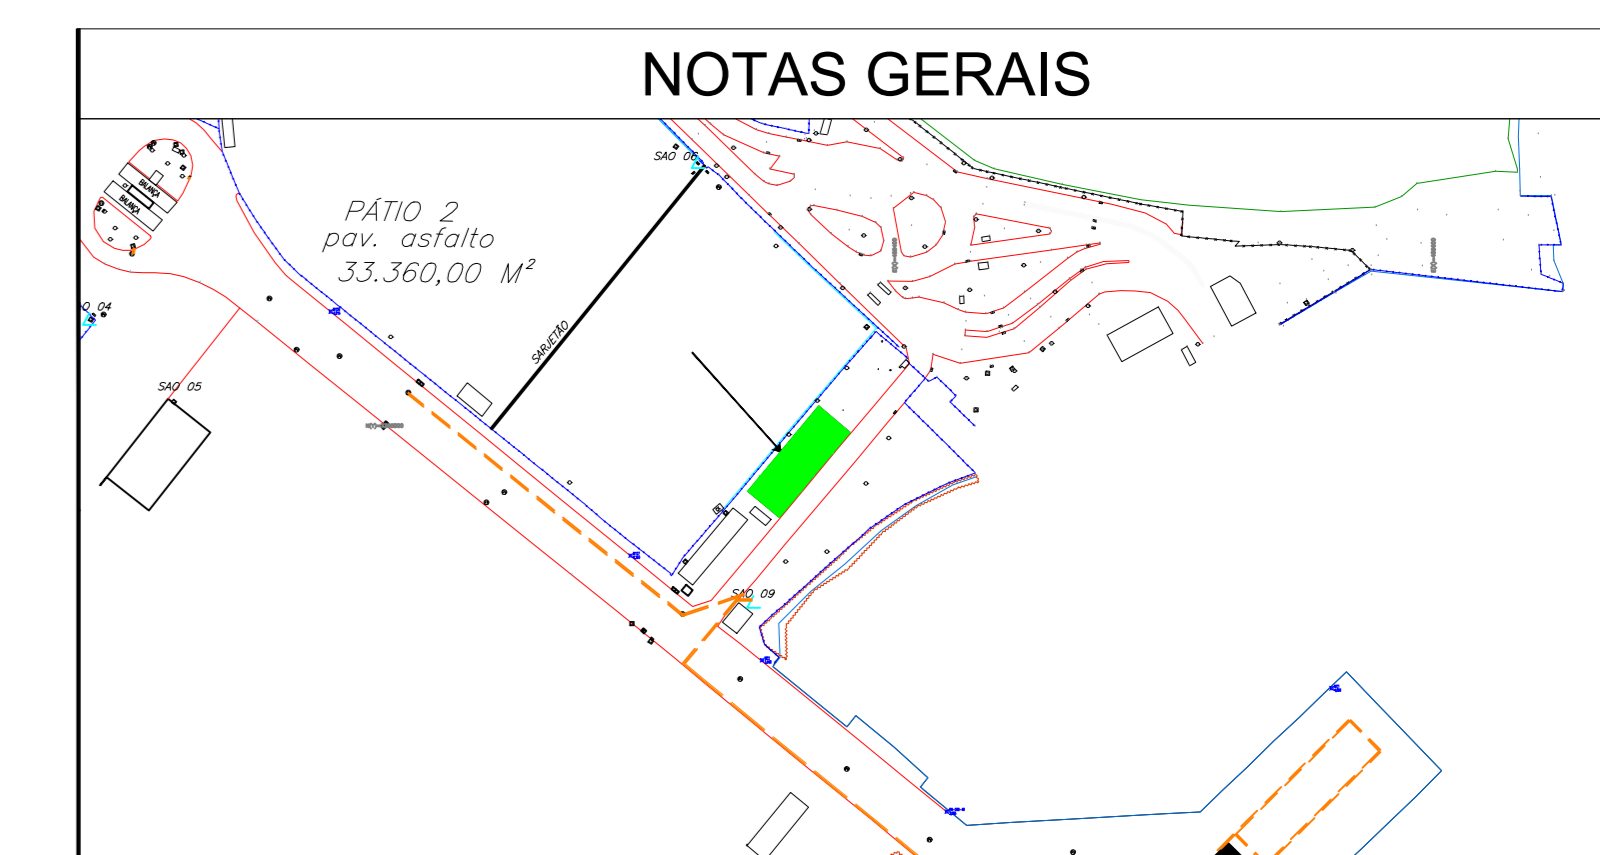 NOTAS GERAIS
SAO 06
BALANÇA
BALANÇA
PÁTIO 2
pav. asfalto
33.360,00 M²
O 04
SARJETÃO
SAO 05
SAO 09